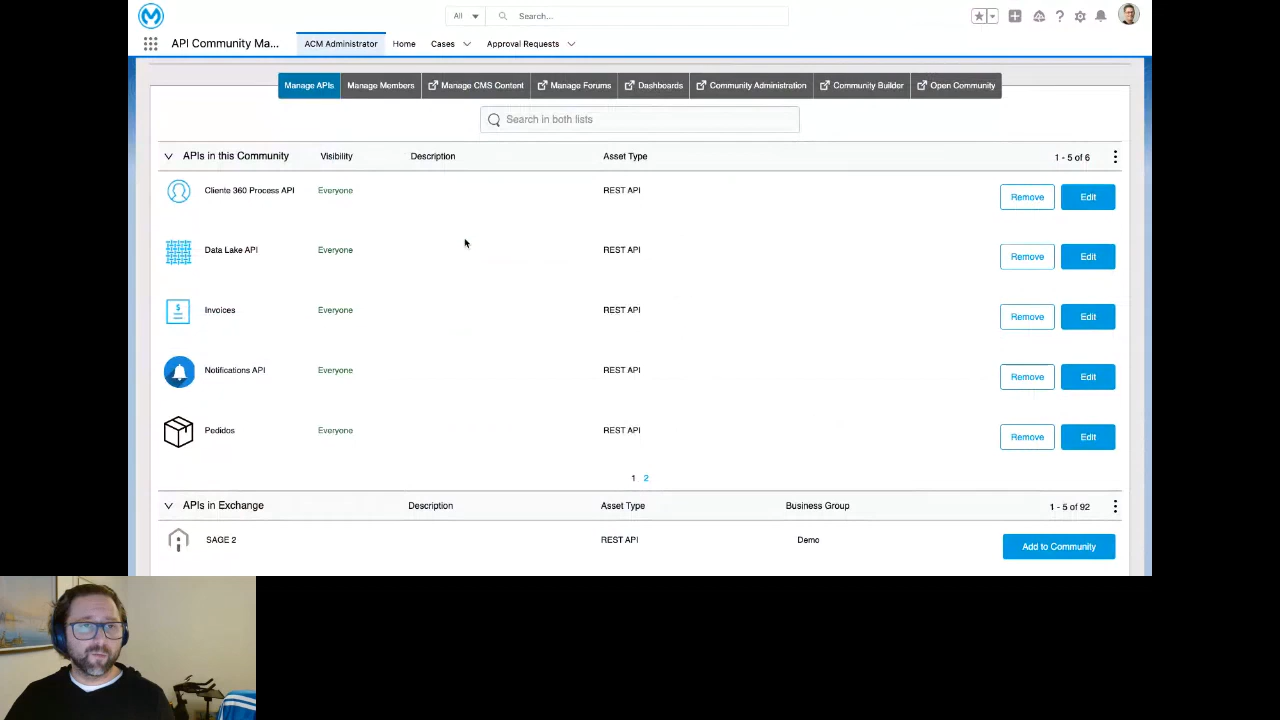 All
Search...
API Community Ma...
ACM Administrator
Home
Cases
Approval Requests
Manage APIs
Manage Members
Manage CMS Content
Manage Forums
Dashboards
Community Administration
Community Builder
Open Community
Search in both lists
APIs in this Community Visibility Description Asset Type 1 - 5 of 6
Cliente 360 Process API Everyone REST API Remove Edit
Data Lake API Everyone REST API Remove Edit
Invoices Everyone REST API Remove Edit
Notifications API Everyone REST API Remove Edit
Pedidos Everyone REST API Remove Edit
1 2
APIs in Exchange Description Asset Type Business Group 1 - 5 of 92
SAGE 2 REST API Demo Add to Community